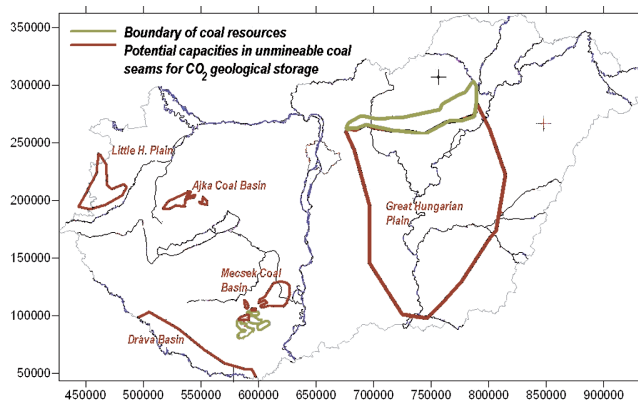 Boundary of coal resources
Potential capacities in unmineable coal
seams for CO2 geological storage
350000
300000
250000
200000
150000
100000
50000
Little H. Plain
Ajka Coal Basin
Great Hungarian
Plain
Mecsek Coal
Basin
Dráva Basin
450000 500000 550000 600000 650000 700000 750000 800000 850000 900000